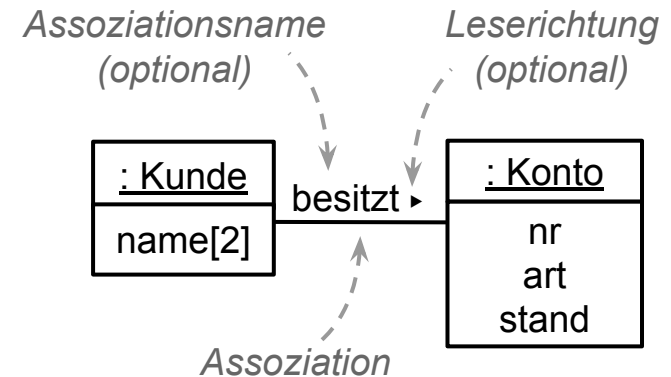 Assoziationsname
(optional)
Leserichtung
(optional)
: Kunde
name[2]
besitzt ▸
: Konto
nr
art
stand
Assoziation